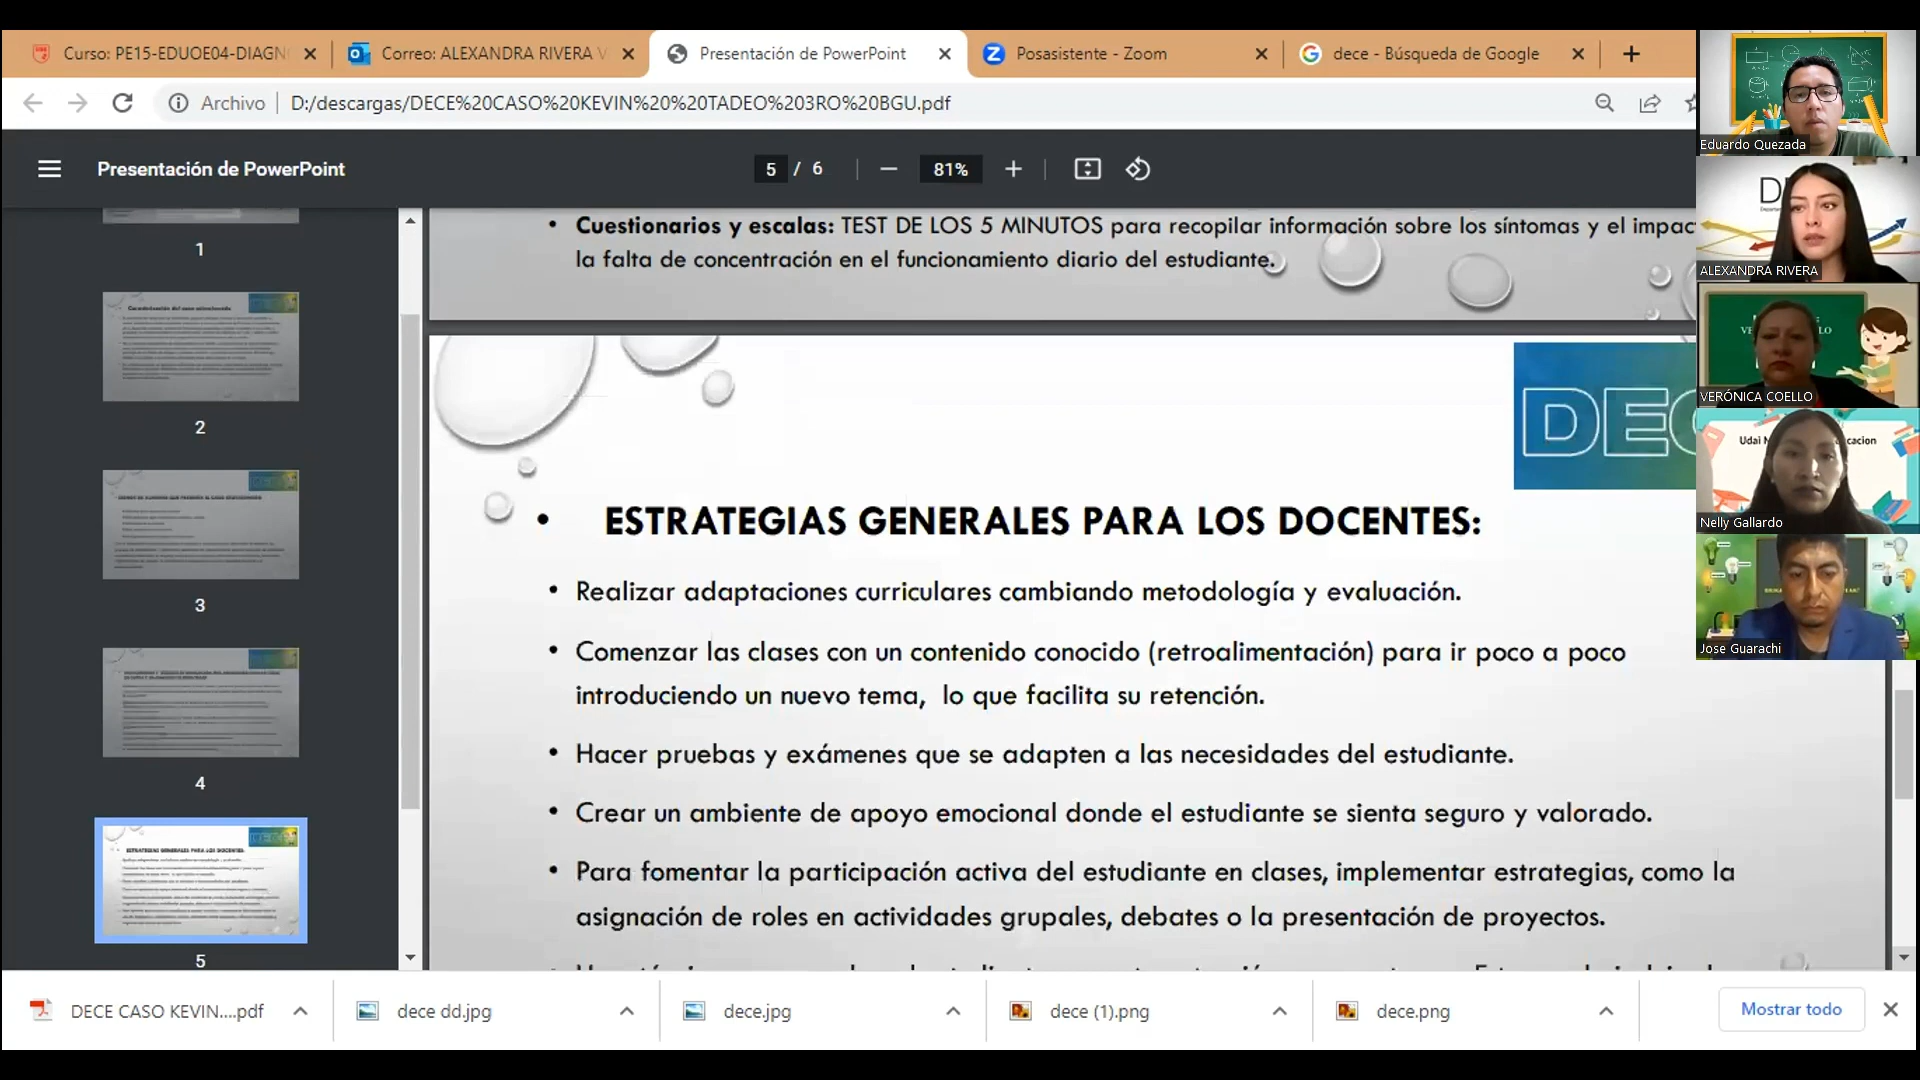 Curso: PE15-EDUOE04-DIAGN
Correo: ALEXANDRA RIVERA V
Presentación de PowerPoint
Posasistente - Zoom
dece - Búsqueda de Google
Archivo
D:/descargas/DECE%20CASO%20KEVIN%20%20TADEO%203RO%20BGU.pdf
Presentación de PowerPoint
5 / 6
81%
1
2
3
4
5
• Cuestionarios y escalas: TEST DE LOS 5 MINUTOS para recopilar información sobre los síntomas y el impac
la falta de concentración en el funcionamiento diario del estudiante.
DEC
• ESTRATEGIAS GENERALES PARA LOS DOCENTES:
• Realizar adaptaciones curriculares cambiando metodología y evaluación.
• Comenzar las clases con un contenido conocido (retroalimentación) para ir poco a poco
introduciendo un nuevo tema, lo que facilita su retención.
• Hacer pruebas y exámenes que se adapten a las necesidades del estudiante.
• Crear un ambiente de apoyo emocional donde el estudiante se sienta seguro y valorado.
• Para fomentar la participación activa del estudiante en clases, implementar estrategias, como la
asignación de roles en actividades grupales, debates o la presentación de proyectos.
Eduardo Quezada
ALEXANDRA RIVERA
VERÓNICA COELLO
Udai
Nelly Gallardo
Jose Guarachi
DECE CASO KEVIN....pdf
dece dd.jpg
dece.jpg
dece (1).png
dece.png
Mostrar todo